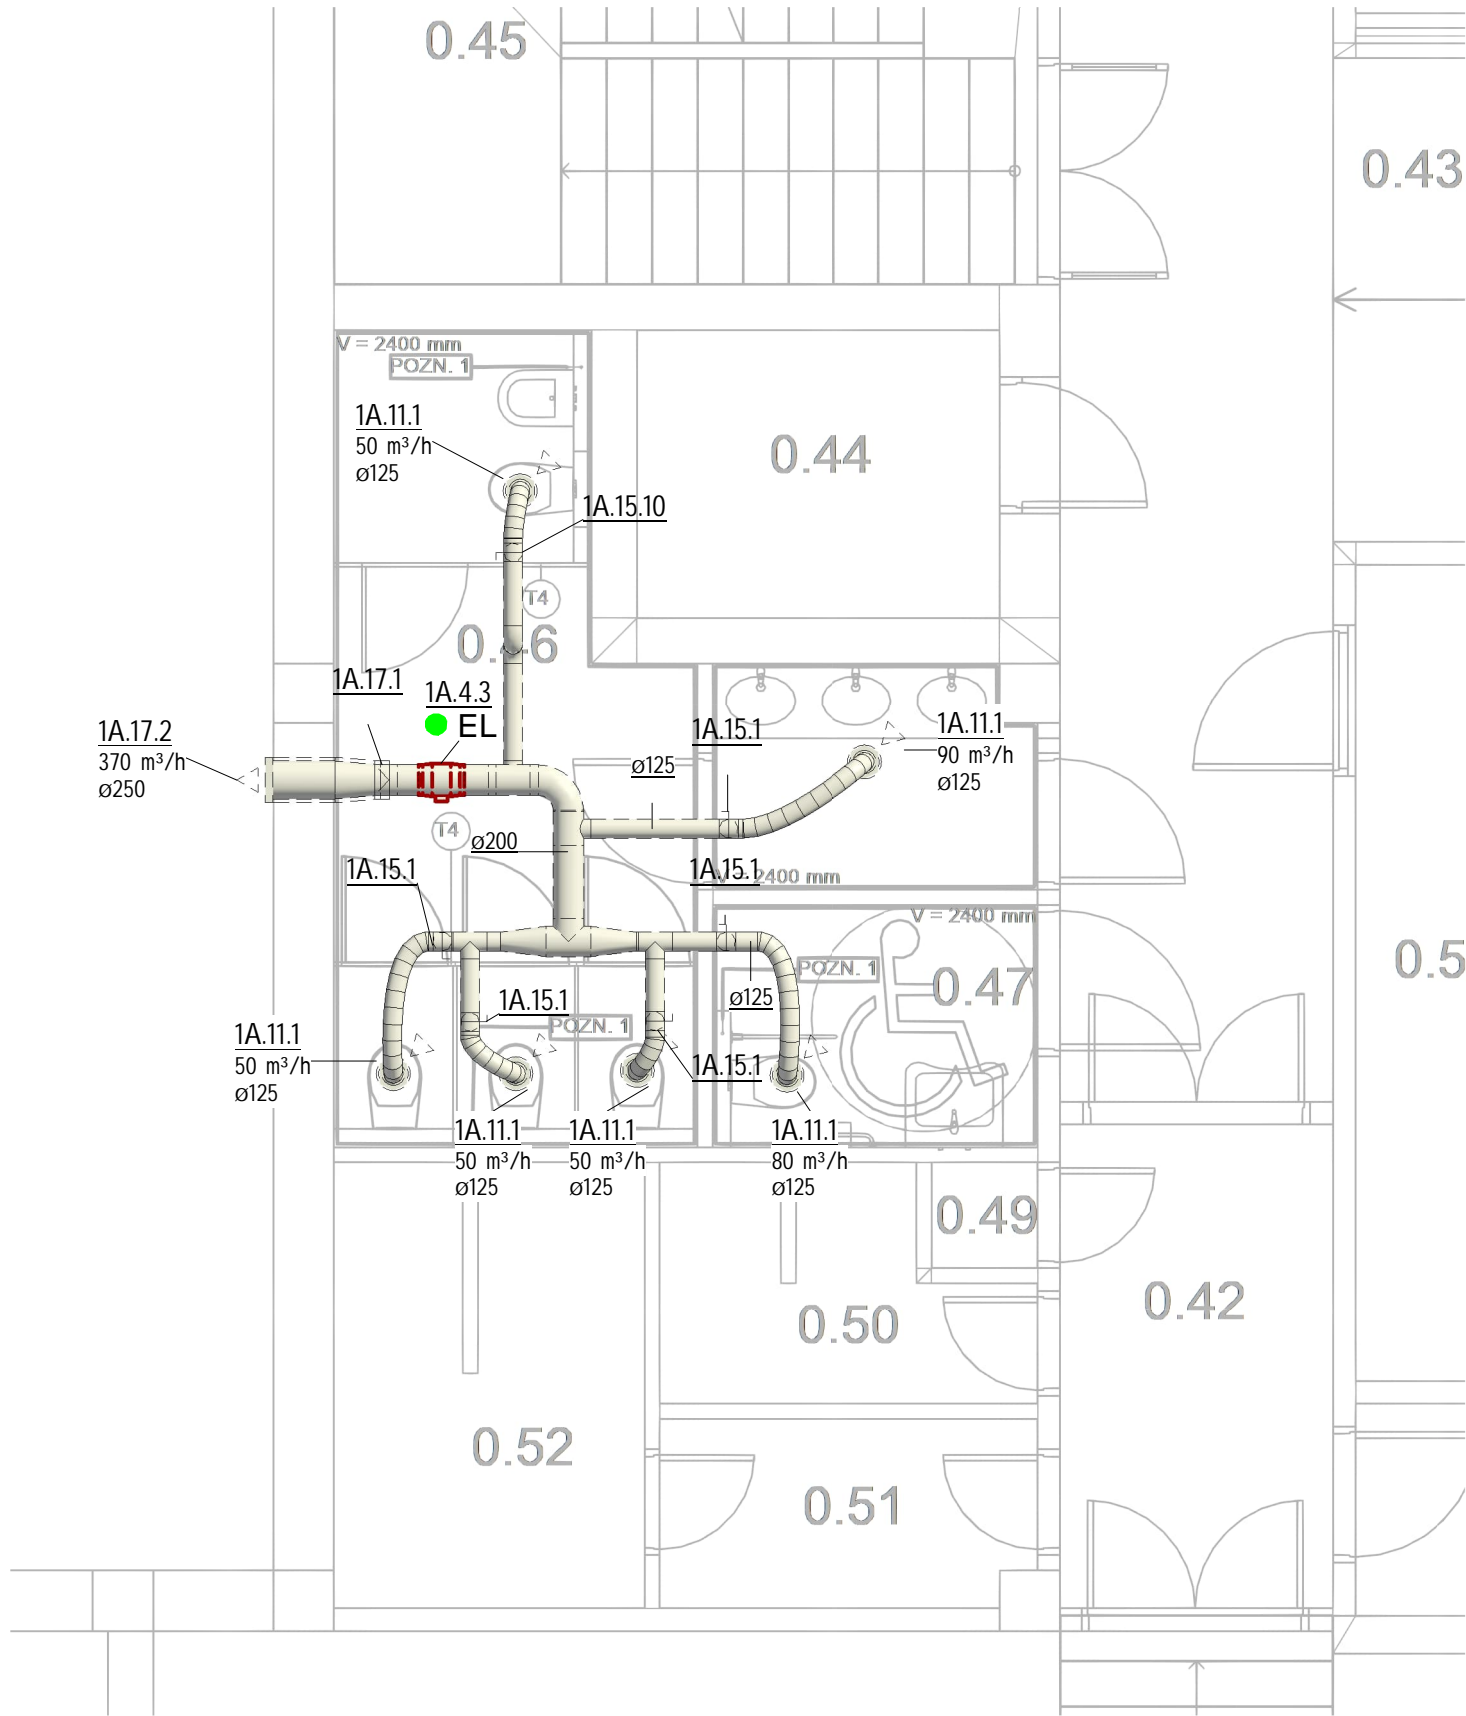 0.45
0.43
V = 2400 mm
POZN. 1
1A.11.1
50 m³/h
ø125
0.44
1A.15.10
T4
1A.17.1
1A.4.3
EL
1A.17.2
370 m³/h
ø250
1A.15.1
1A.11.1
90 m³/h
ø125
ø125
T4
ø200
1A.15.1
1A.15.1
V = 2400 mm
V = 2400 mm
POZN. 1
0.47
ø125
1A.15.1
POZN. 1
1A.15.1
1A.11.1
50 m³/h
ø125
1A.11.1
50 m³/h
ø125
1A.11.1
50 m³/h
ø125
1A.11.1
80 m³/h
ø125
0.49
0.42
0.50
0.52
0.51
0.5